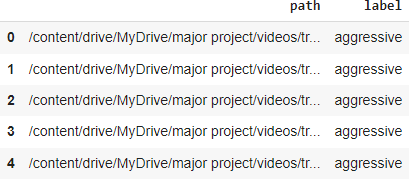 path label
0 /content/drive/MyDrive/major project/videos/tr... aggressive
1 /content/drive/MyDrive/major project/videos/tr... aggressive
2 /content/drive/MyDrive/major project/videos/tr... aggressive
3 /content/drive/MyDrive/major project/videos/tr... aggressive
4 /content/drive/MyDrive/major project/videos/tr... aggressive